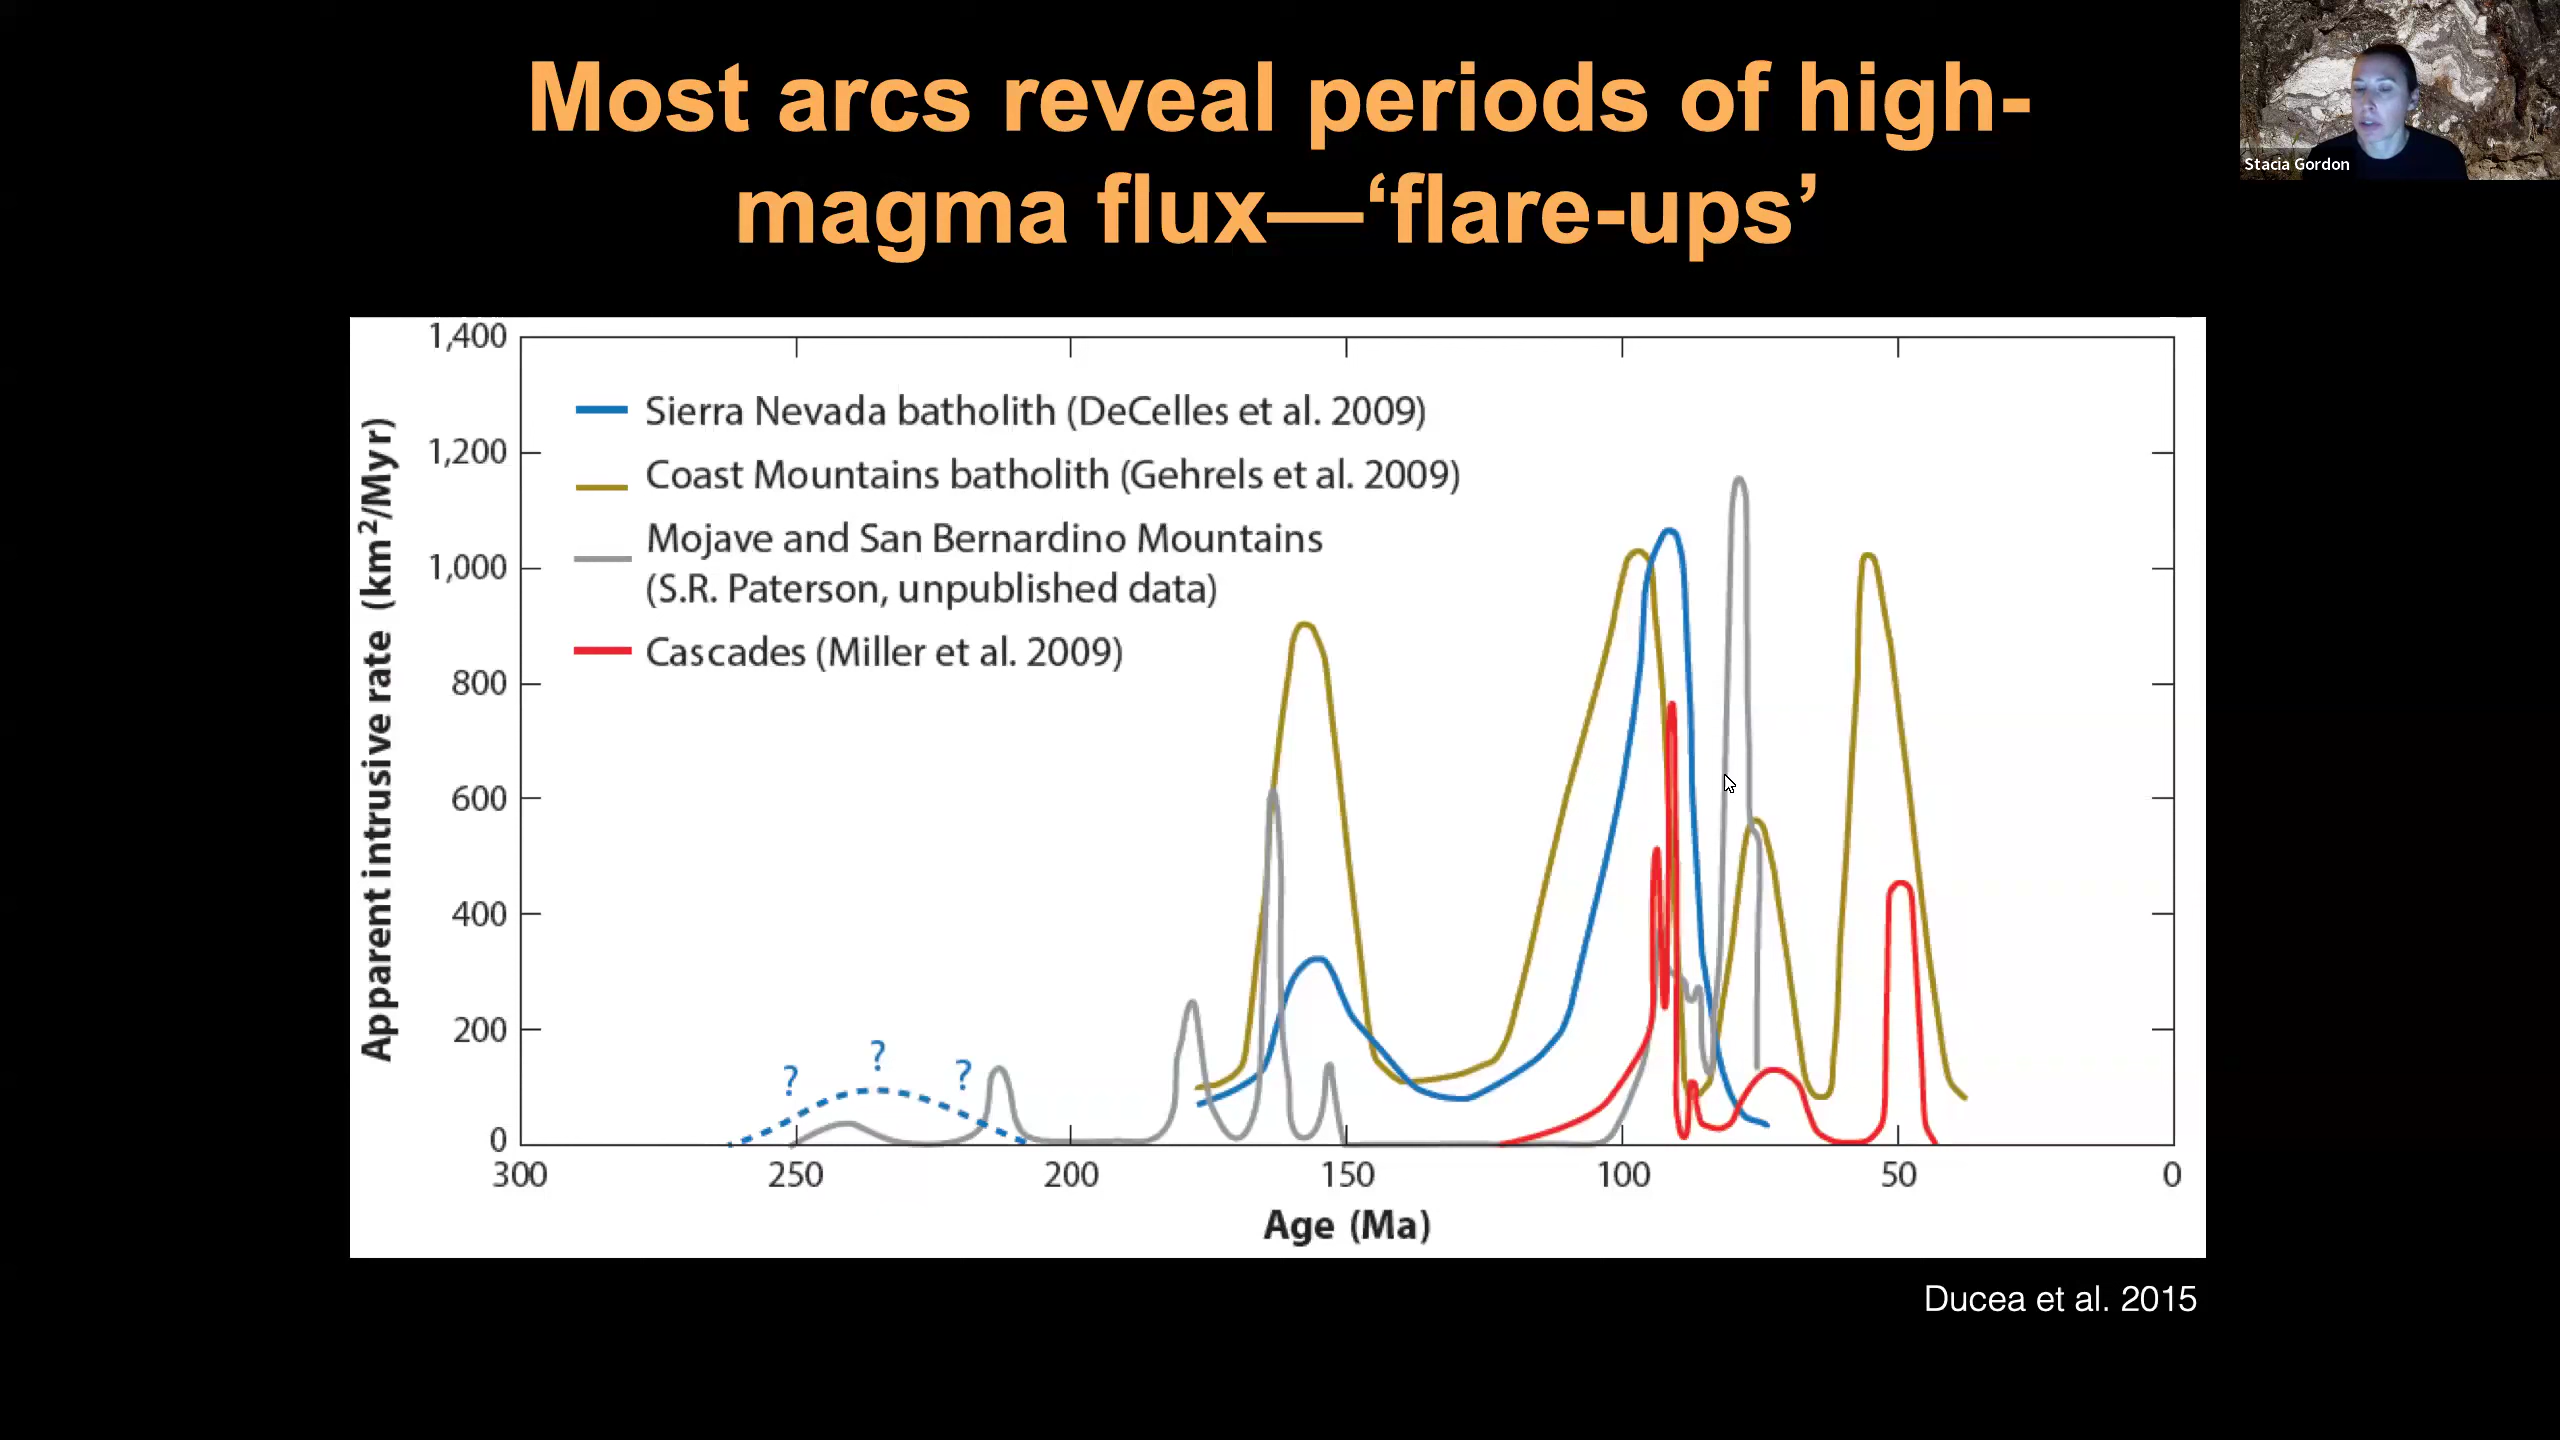 Most arcs reveal periods of high-
magma flux—‘flare-ups’
Stacia Gordon
1,400
1,200
1,000
800
600
400
200
0
Apparent intrusive rate (km²/Myr)
Sierra Nevada batholith (DeCelles et al. 2009)
Coast Mountains batholith (Gehrels et al. 2009)
Mojave and San Bernardino Mountains
(S.R. Paterson, unpublished data)
Cascades (Miller et al. 2009)
? ? ?
300 250 200 150 100 50 0
Age (Ma)
Ducea et al. 2015